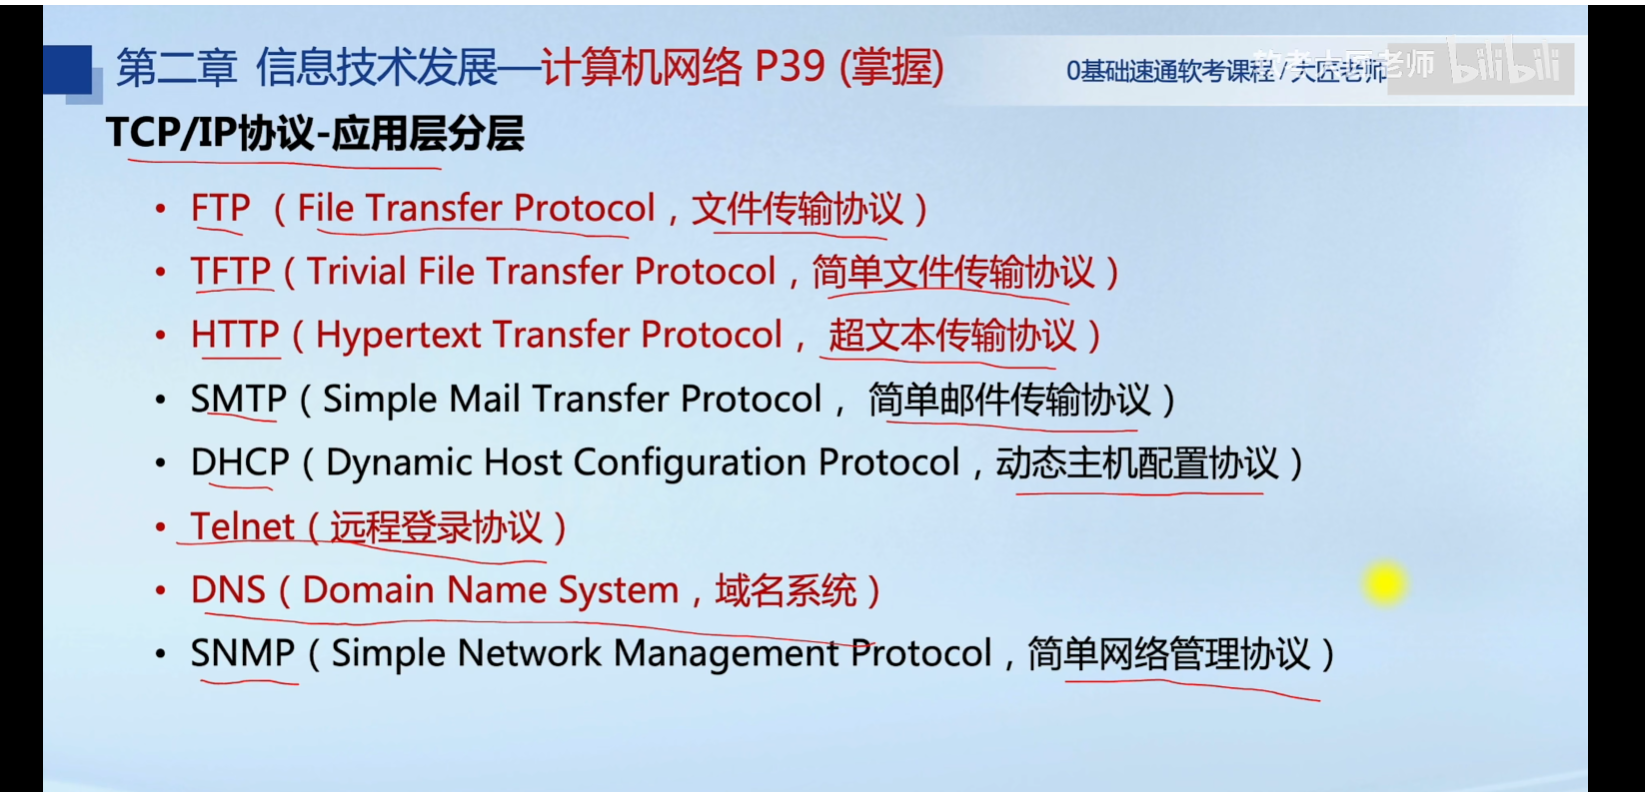 第二章 信息技术发展—计算机网络 P39 (掌握)
0基础速通软考课程 / 大匠老师
软考大匠老师 bilibili
TCP/IP协议-应用层分层
• FTP （ File Transfer Protocol，文件传输协议）
• TFTP（ Trivial File Transfer Protocol，简单文件传输协议）
• HTTP（ Hypertext Transfer Protocol， 超文本传输协议）
• SMTP（ Simple Mail Transfer Protocol， 简单邮件传输协议）
• DHCP（ Dynamic Host Configuration Protocol，动态主机配置协议）
• Telnet（远程登录协议）
• DNS（ Domain Name System，域名系统）
• SNMP（ Simple Network Management Protocol，简单网络管理协议）